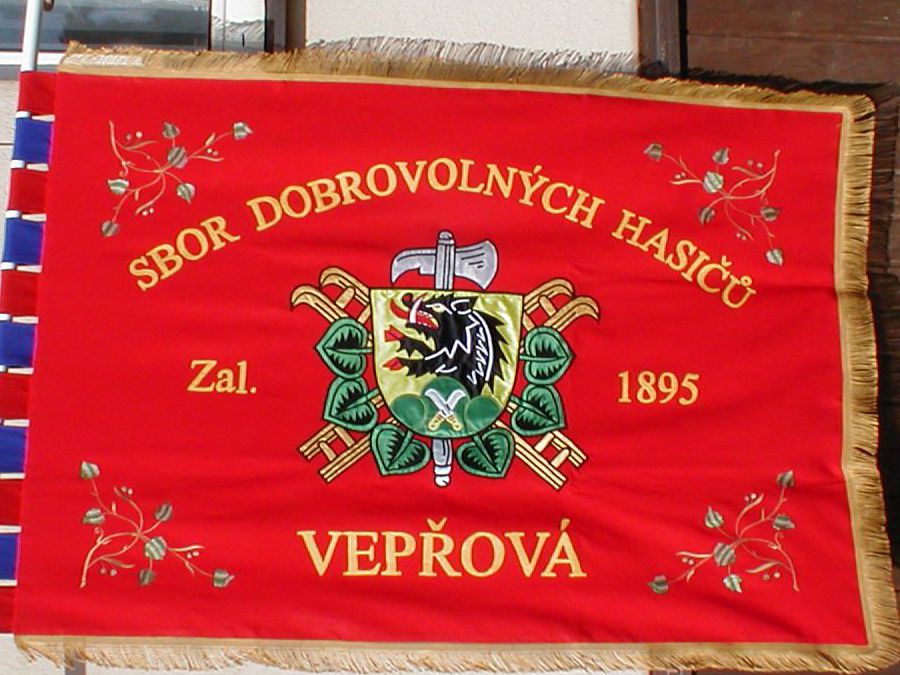 SBOR DOBROVOLNÝCH HASIČŮ
Zal. 1895
VEPŘOVÁ